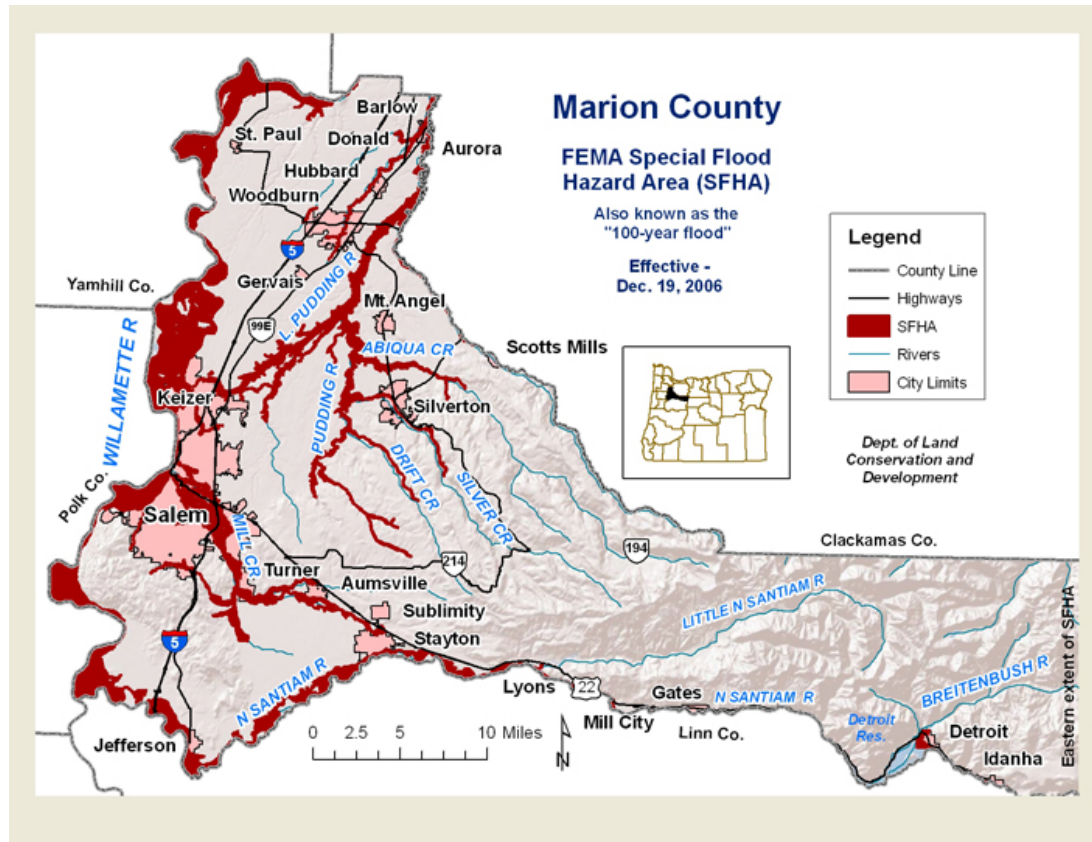 Marion County
FEMA Special Flood
Hazard Area (SFHA)
Also known as the
"100-year flood"
Effective -
Dec. 19, 2006
Legend
County Line
Highways
SFHA
Rivers
City Limits
Dept. of Land
Conservation and
Development
Barlow
St. Paul
Donald
Aurora
Hubbard
Woodburn
5
Gervais
L. PUDDING R
Yamhill Co.
Mt. Angel
99E
WILLAMETTE R
ABIQUA CR
Scotts Mills
Keizer
Silverton
PUDDING R
DRIFT CR
SILVER CR
Polk Co.
Salem
MILL CR
194
Clackamas Co.
214
Turner
Aumsville
Sublimity
Stayton
LITTLE N SANTIAM R
5
N SANTIAM R
Lyons
22
Gates
N SANTIAM R
BREITENBUSH R
Eastern extent of SFHA
Mill City
Linn Co.
Detroit
Res.
Detroit
Idanha
Jefferson
0 2.5 5 10 Miles
N